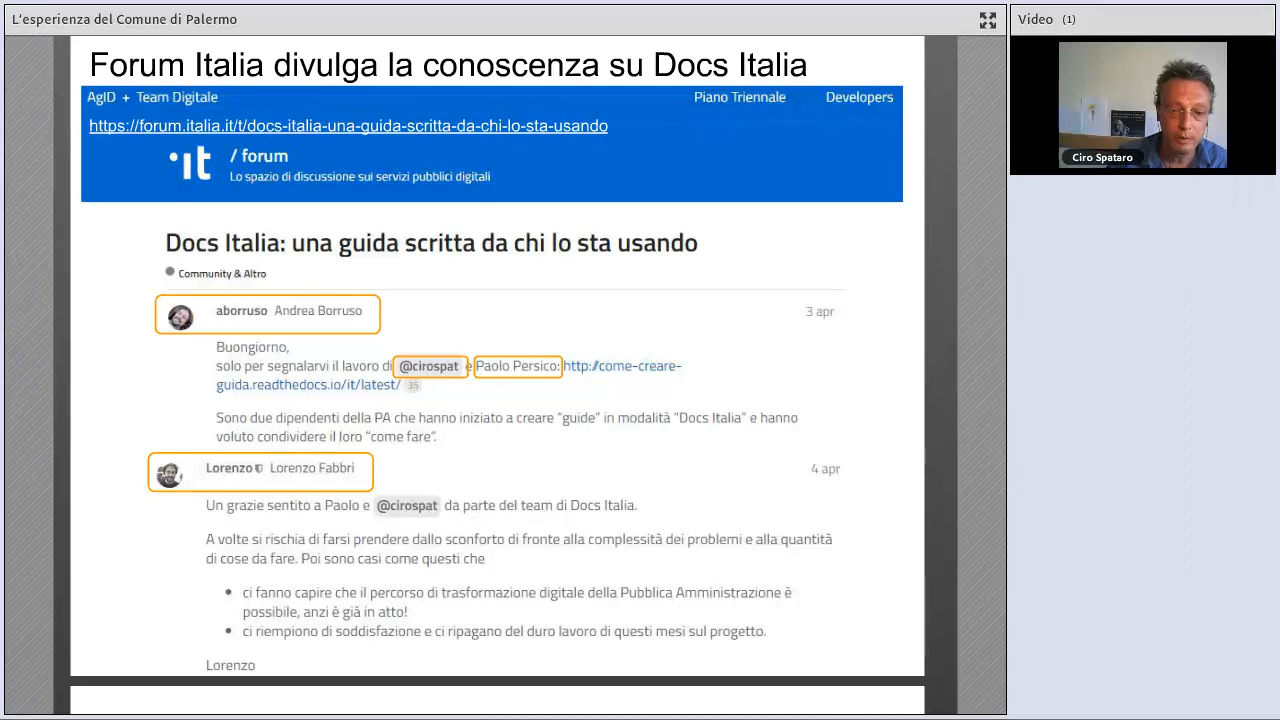 L'esperienza del Comune di Palermo
Video (1)
Forum Italia divulga la conoscenza su Docs Italia
AgID + Team Digitale
Piano Triennale Developers
https://forum.italia.it/t/docs-italia-una-guida-scritta-da-chi-lo-sta-usando
it / forum
Lo spazio di discussione sui servizi pubblici digitali
Ciro Spataro
Docs Italia: una guida scritta da chi lo sta usando
Community & Altro
aborruso Andrea Borruso 3 apr
Buongiorno,
solo per segnalarvi il lavoro di @cirospat e Paolo Persico: http://come-creare-
guida.readthedocs.io/it/latest/ 35
Sono due dipendenti della PA che hanno iniziato a creare “guide” in modalità “Docs Italia” e hanno
voluto condividere il loro “come fare”.
Lorenzo Lorenzo Fabbri 4 apr
Un grazie sentito a Paolo e @cirospat da parte del team di Docs Italia.
A volte si rischia di farsi prendere dallo sconforto di fronte alla complessità dei problemi e alla quantità
di cose da fare. Poi sono casi come questi che
• ci fanno capire che il percorso di trasformazione digitale della Pubblica Amministrazione è
possibile, anzi è già in atto!
• ci riempiono di soddisfazione e ci ripagano del duro lavoro di questi mesi sul progetto.
Lorenzo